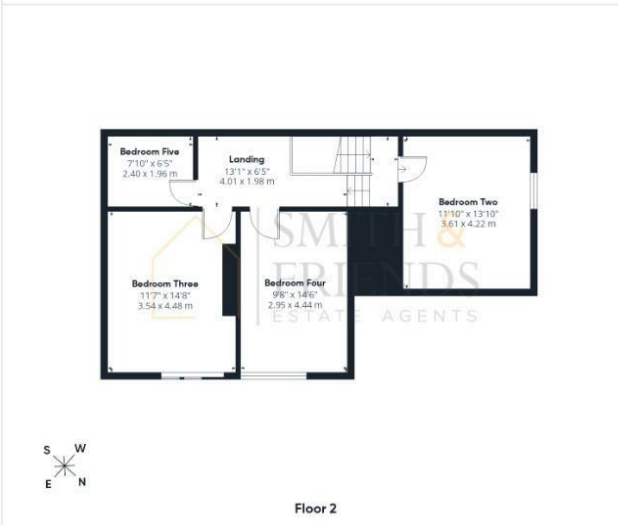 Bedroom Five
7'10" x 6'5"
2.40 x 1.96 m
Landing
13'1" x 6'5"
4.01 x 1.98 m
Bedroom Two
11'10" x 13'10"
3.61 x 4.22 m
SMITH &
FRIENDS
ESTATE AGENTS
Bedroom Three
11'7" x 14'8"
3.54 x 4.48 m
Bedroom Four
9'8" x 14'6"
2.95 x 4.44 m
S W
E N
Floor 2